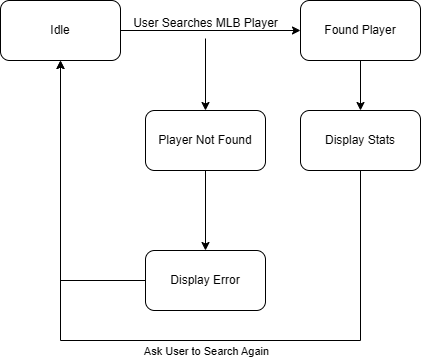 Idle
User Searches MLB Player
Found Player
Player Not Found
Display Stats
Display Error
Ask User to Search Again